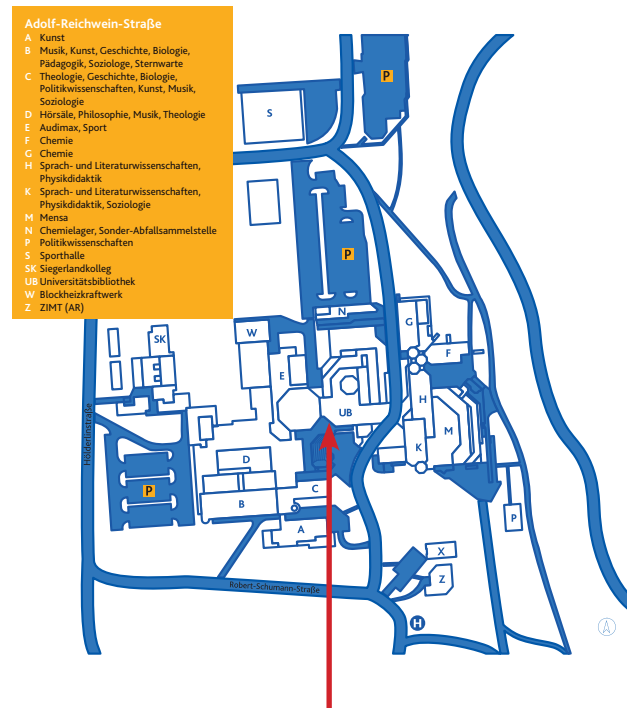 Adolf-Reichwein-Straße
A Kunst
B Musik, Kunst, Geschichte, Biologie,
Pädagogik, Soziologe, Sternwarte
C Theologie, Geschichte, Biologie,
Politikwissenschaften, Kunst, Musik,
Soziologie
D Hörsäle, Philosophie, Musik, Theologie
E Audimax, Sport
F Chemie
G Chemie
H Sprach- und Literaturwissenschaften,
Physikdidaktik
K Sprach- und Literaturwissenschaften,
Physikdidaktik, Soziologie
M Mensa
N Chemielager, Sonder-Abfallsammelstelle
P Politikwissenschaften
S Sporthalle
SK Siegerlandkolleg
UB Universitätsbibliothek
W Blockheizkraftwerk
Z ZIMT (AR)
P
S
P
N
G
W
SK
F
E
H
UB
M
Hölderlinstraße
K
D
P
C
B
P
A
X
Z
Robert-Schumann-Straße
H